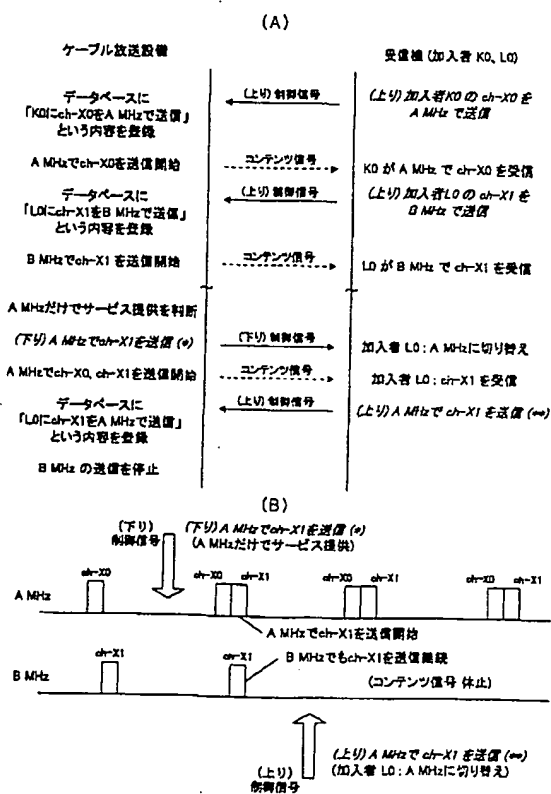 (A)
ケーブル放送設備
受信機(加入者 K0、L0)
データベースに
「K0にch-X0をA MHzで送信」
という内容を登録
(上り)制御信号
(上り)加入者K0 の ch-X0 を
A MHz で送信
A MHzでch-X0を送信開始
コンテンツ信号
K0 が A MHz で ch-X0 を受信
データベースに
「L0にch-X1をB MHzで送信」
という内容を登録
(上り)制御信号
(上り)加入者L0 の ch-X1 を
B MHz で送信
B MHzでch-X1 を送信開始
コンテンツ信号
L0 が B MHz で ch-X1 を受信
A MHzだけでサービス提供を判断
(下り)A MHzでch-X1を送信(*)
(下り)制御信号
加入者 L0:A MHzに切り替え
A MHzでch-X0, ch-X1を送信開始
コンテンツ信号
加入者 L0:ch-X1 を受信
データベースに
「L0にch-X1をA MHzで送信」
という内容を登録
(上り)制御信号
(上り)A MHzで ch-X1 を送信(**)
B MHz の送信を停止
(B)
(下り)
制御信号
(下り)A MHzでch-X1を送信(*)
(A MHzだけでサービス提供)
A MHz
ch-X0
ch-X0 ch-X1
ch-X0 ch-X1
ch-X0 ch-X1
A MHzでch-X1を送信開始
B MHz
ch-X1
ch-X1
B MHzでもch-X1を送信継続
(コンテンツ信号 休止)
(上り)
制御信号
(上り)A MHzで ch-X1 を送信(**)
(加入者 L0:A MHzに切り替え)